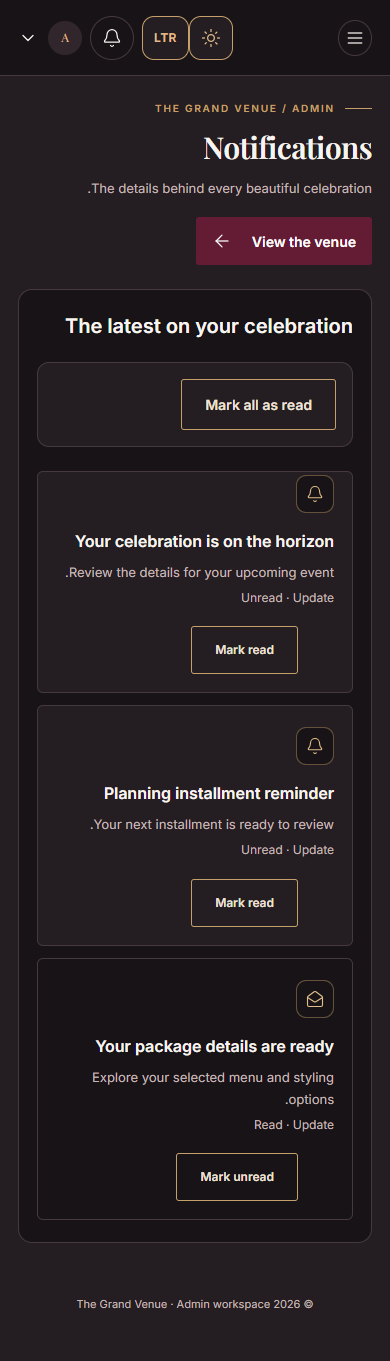 A
LTR
THE GRAND VENUE / ADMIN
Notifications
.The details behind every beautiful celebration
View the venue
The latest on your celebration
Mark all as read
Your celebration is on the horizon
.Review the details for your upcoming event
Unread · Update
Mark read
Planning installment reminder
.Your next installment is ready to review
Unread · Update
Mark read
Your package details are ready
Explore your selected menu and styling
.options
Read · Update
Mark unread
The Grand Venue · Admin workspace 2026 ©